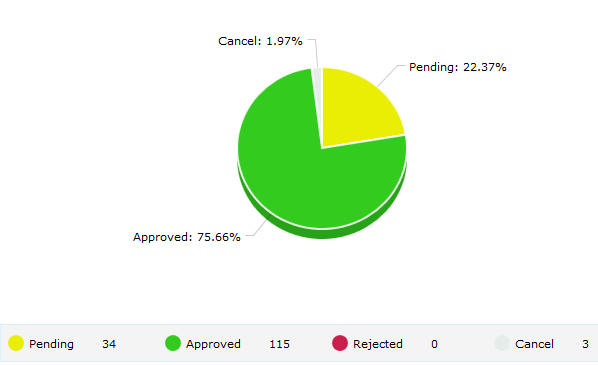 Cancel: 1.97%
Pending: 22.37%
Approved: 75.66%
Pending 34 Approved 115 Rejected 0 Cancel 3